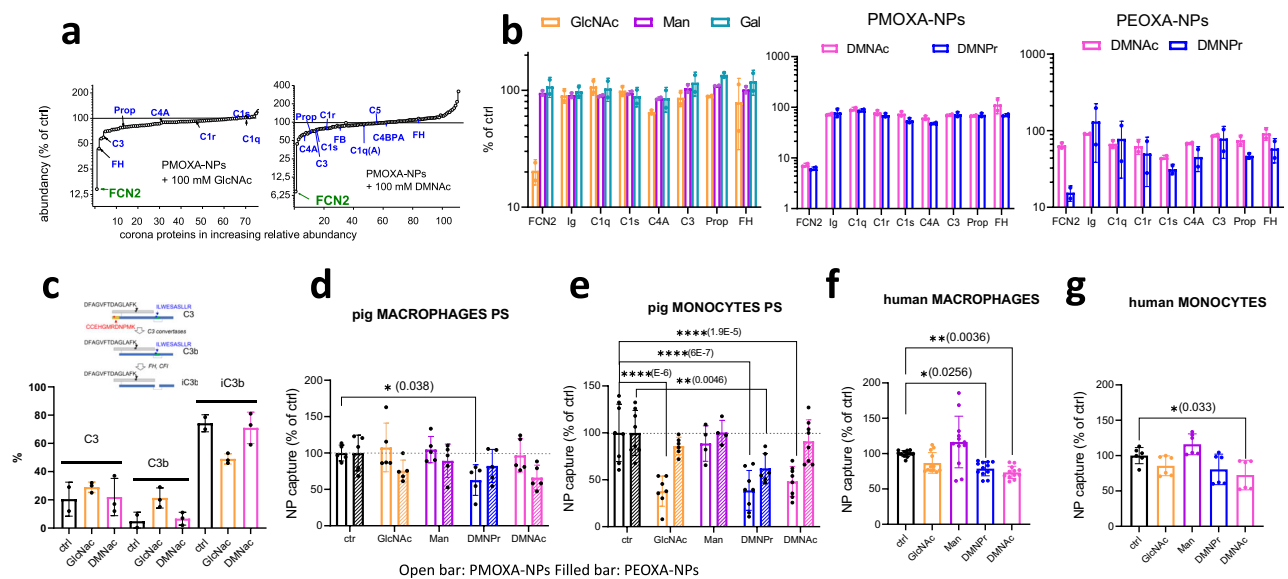 a
abundancy (% of ctrl)
200
100
50
25
12,5
Prop
C4A
C1s
C3
C1r
C1q
FH
PMOXA-NPs
+ 100 mM GlcNAc
FCN2
10 20 30 40 50 60 70
400
200
100
50
25
12,5
6,25
Prop
C1r
C5
C4A
C1s
FB
C4BPA
FH
C3
C1q(A)
PMOXA-NPs
+ 100 mM DMNAc
FCN2
20 40 60 80 100
corona proteins in increasing relative abundancy
b
GlcNAc Man Gal
% of ctrl
100
10
FCN2 Ig C1q C1s C4A C3 Prop FH
PMOXA-NPs
DMNAc DMNPr
1000
100
10
1
FCN2 Ig C1q C1r C1s C4A C3 Prop FH
PEOXA-NPs
DMNAc DMNPr
1000
100
10
FCN2 Ig C1q C1r C1s C4A C3 Prop FH
c
DFAGVFTDAGLAFK
ILWESASLLR
C3
CCEHGMRDNPMK
C3 convertases
DFAGVFTDAGLAFK
ILWESASLLR
C3b
FH, CFI
DFAGVFTDAGLAFK
iC3b
%
100
80
60
40
20
0
C3
C3b
iC3b
ctrl GlcNac DMNac ctrl GlcNac DMNac ctrl GlcNac DMNac
d
pig MACROPHAGES PS
NP capture (% of ctrl)
200
150
100
50
0
* (0.038)
ctr GlcNAc Man DMNPr DMNAc
e
pig MONOCYTES PS
NP capture (% of ctrl)
150
100
50
0
****(1.9E-5)
****(6E-7)
****(E-6)
**(0.0046)
ctr GlcNAc Man DMNPr DMNAc
Open bar: PMOXA-NPs Filled bar: PEOXA-NPs
f
human MACROPHAGES
NP capture (% of ctrl)
200
150
100
50
0
**(0.0036)
*(0.0256)
ctrl GlcNAc Man DMNPr DMNAc
g
human MONOCYTES
NP capture (% of ctrl)
200
150
100
50
0
*(0.033)
ctrl GlcNAc Man DMNPr DMNAc